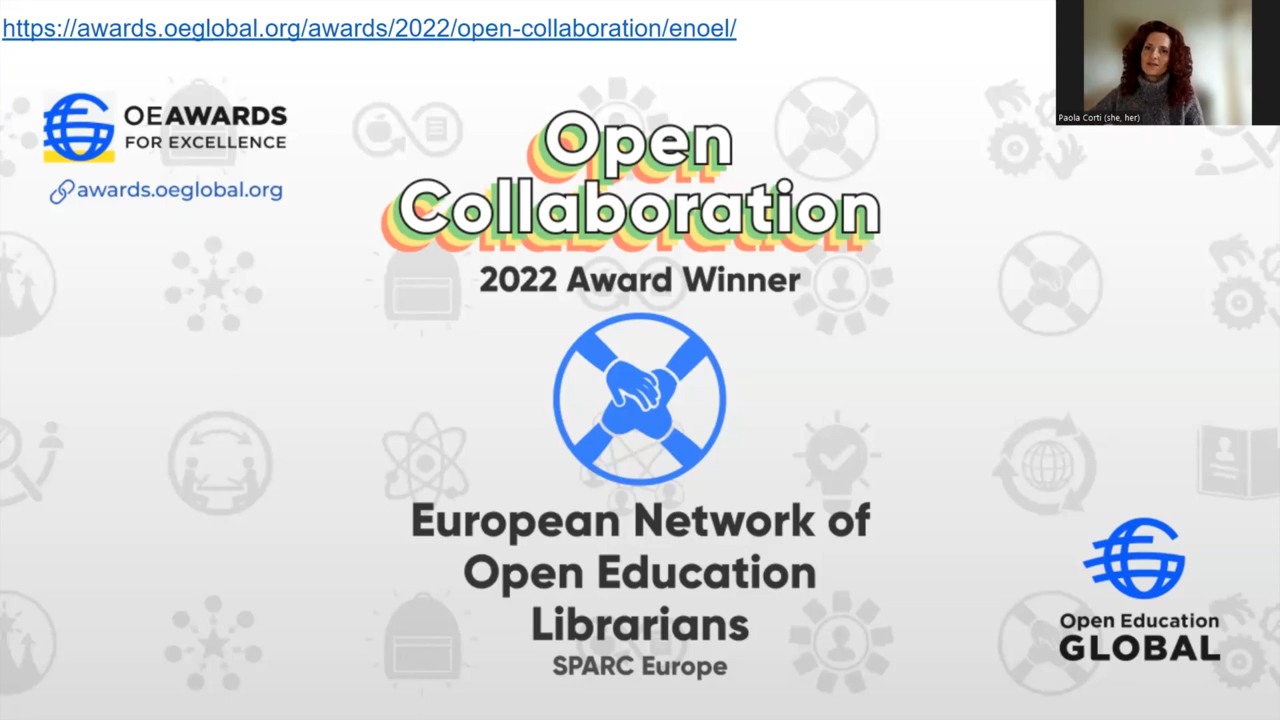 https://awards.oeglobal.org/awards/2022/open-collaboration/enoel/
Paola Corti (she, her)
OEAWARDS
FOR EXCELLENCE
awards.oeglobal.org
Open
Collaboration
2022 Award Winner
European Network of
Open Education
Librarians
SPARC Europe
Open Education
GLOBAL